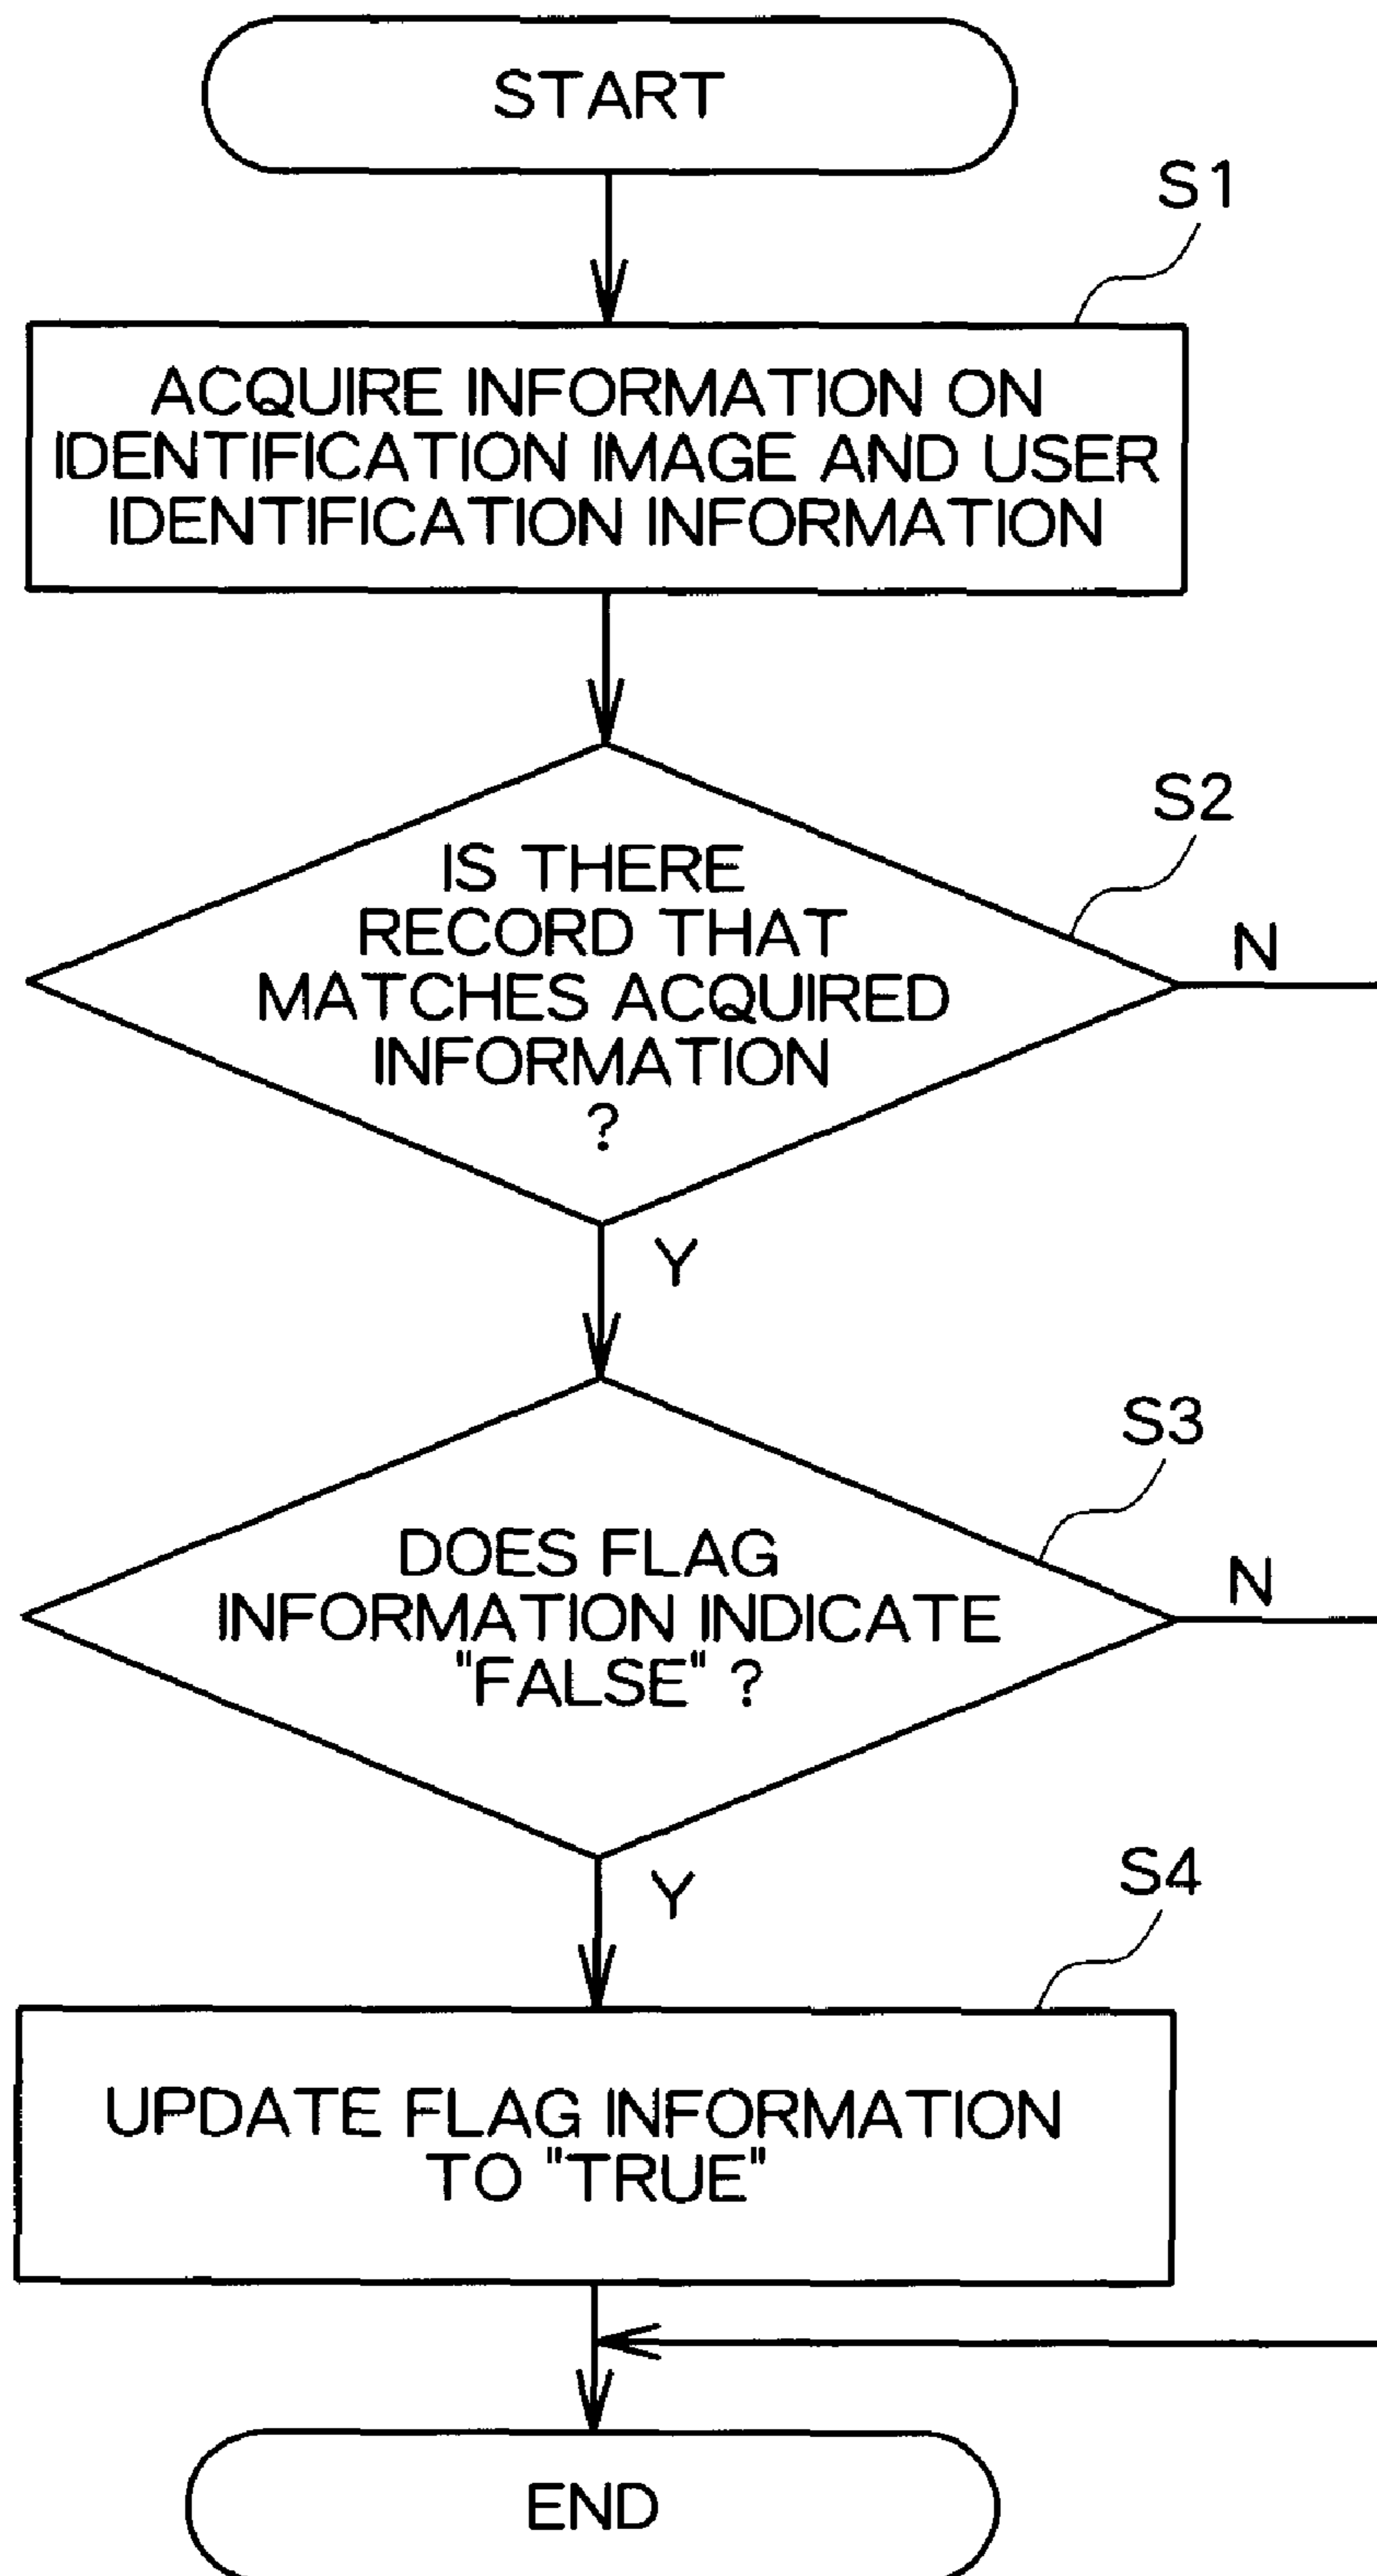 START
S1
ACQUIRE INFORMATION ON
IDENTIFICATION IMAGE AND USER
IDENTIFICATION INFORMATION
S2
IS THERE
RECORD THAT
MATCHES ACQUIRED
INFORMATION
?
N
Y
S3
DOES FLAG
INFORMATION INDICATE
"FALSE" ?
N
Y
S4
UPDATE FLAG INFORMATION
TO "TRUE"
END